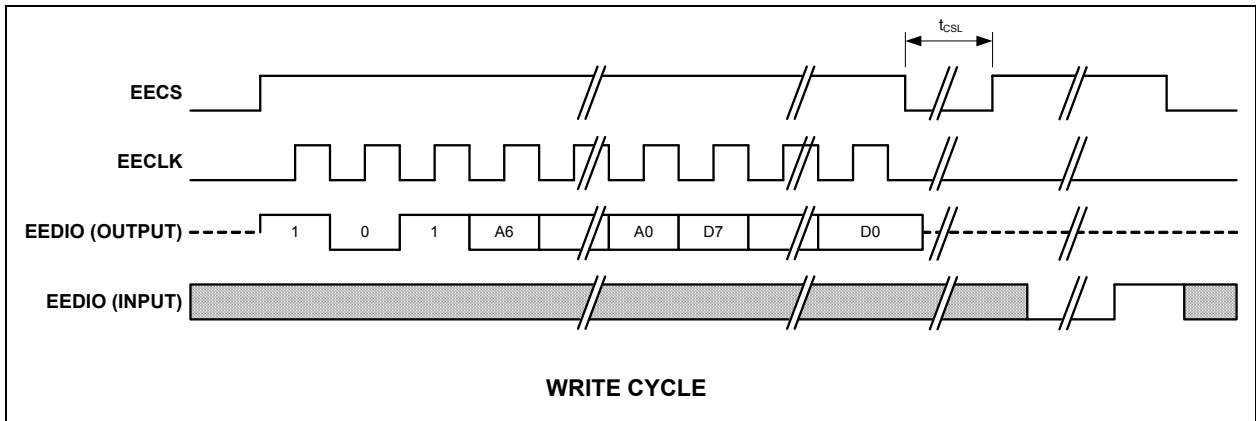 tCSL
EECS
EECLK
EEDIO (OUTPUT)
1 0 1 A6 A0 D7 D0
EEDIO (INPUT)
WRITE CYCLE